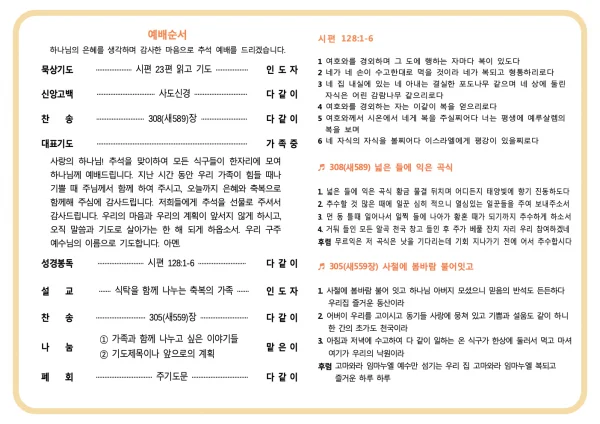 예배순서
하나님의 은혜를 생각하며 감사한 마음으로 추석 예배를 드리겠습니다.
묵상기도 시편 23편 읽고 기도 인 도 자
신앙고백 사도신경 다 같 이
찬 송 308(새589)장 다 같 이
대표기도 가 족 중
사랑의 하나님! 추석을 맞이하여 모든 식구들이 한자리에 모여
하나님께 예배드립니다. 지난 시간 동안 우리 가족이 힘들 때나
기쁠 때 주님께서 함께 하여 주시고, 오늘까지 은혜와 축복으로
함께해 주심에 감사드립니다. 저희들에게 추석을 선물로 주셔서
감사드립니다. 우리의 마음과 우리의 계획이 앞서지 않게 하시고,
오직 말씀과 기도로 살아가는 한 해 되게 하옵소서. 우리 구주
예수님의 이름으로 기도합니다. 아멘.
성경봉독 시편 128:1-6 다 같 이
설 교 식탁을 함께 나누는 축복의 가족 인 도 자
찬 송 305(새559)장 다 같 이
나 눔 ① 가족과 함께 나누고 싶은 이야기들 맡 은 이
② 기도제목이나 앞으로의 계획
폐 회 주기도문 다 같 이
시편 128:1-6
1 여호와를 경외하며 그 도에 행하는 자마다 복이 있도다
2 네가 네 손이 수고한대로 먹을 것이라 네가 복되고 형통하리로다
3 네 집 내실에 있는 네 아내는 결실한 포도나무 같으며 네 상에 둘린
자식은 어린 감람나무 같으리로다
4 여호와를 경외하는 자는 이같이 복을 얻으리로다
5 여호와께서 시온에서 네게 복을 주실찌어다 너는 평생에 예루살렘의
복을 보며
6 네 자식의 자식을 볼찌어다 이스라엘에게 평강이 있을찌로다
♬ 308(새589) 넓은 들에 익은 곡식
1. 넓은 들에 익은 곡식 황금 물결 뒤치며 어디든지 태양빛에 향기 진동하도다
2. 추수할 것 많은 때에 일꾼 심히 적으니 열심있는 일꾼들을 주여 보내주소서
3. 먼 동 틀때 일어나서 일찍 들에 나아가 황혼 때가 되기까지 추수하게 하소서
4. 거둬 들인 모든 알곡 천국 창고 들인 후 주가 베풀 잔치 자리 우리 참여하겠네
후렴 무르익은 저 곡식은 낫을 기다리는데 기회 지나가기 전에 어서 추수합시다
♬ 305(새559장) 사철에 봄바람 불어잇고
1. 사철에 봄바람 불어 잇고 하나님 아버지 모셨으니 믿음의 반석도 든든하다
우리집 즐거운 동산이라
2. 어버이 우리를 고이시고 동기들 사랑에 뭉쳐 있고 기쁨과 설움도 같이 하니
한 간의 초가도 천국이라
3. 아침과 저녁에 수고하여 다 같이 일하는 온 식구가 한상에 둘러서 먹고 마셔
여기가 우리의 낙원이라
후렴 고마와라 임마누엘 예수만 섬기는 우리 집 고마와라 임마누엘 복되고
즐거운 하루 하루